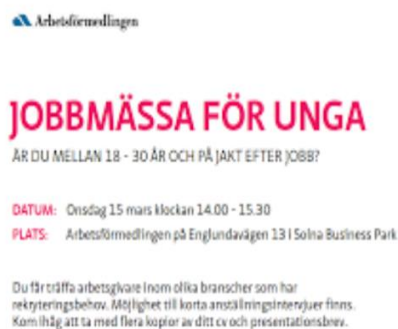 Arbetsförmedlingen
JOBBMÄSSA FÖR UNGA
ÄR DU MELLAN 18 - 30 ÅR OCH PÅ JAKT EFTER JOBB?
DATUM: Onsdag 15 mars klockan 14.00 - 15.30
PLATS: Arbetsförmedlingen på Englundavägen 13 i Solna Business Park
Du får träffa arbetsgivare inom olika branscher som har
rekryteringsbehov. Möjlighet till korta anställningsintervjuer finns.
Kom ihåg att ta med flera kopior av ditt cv och presentationsbrev.